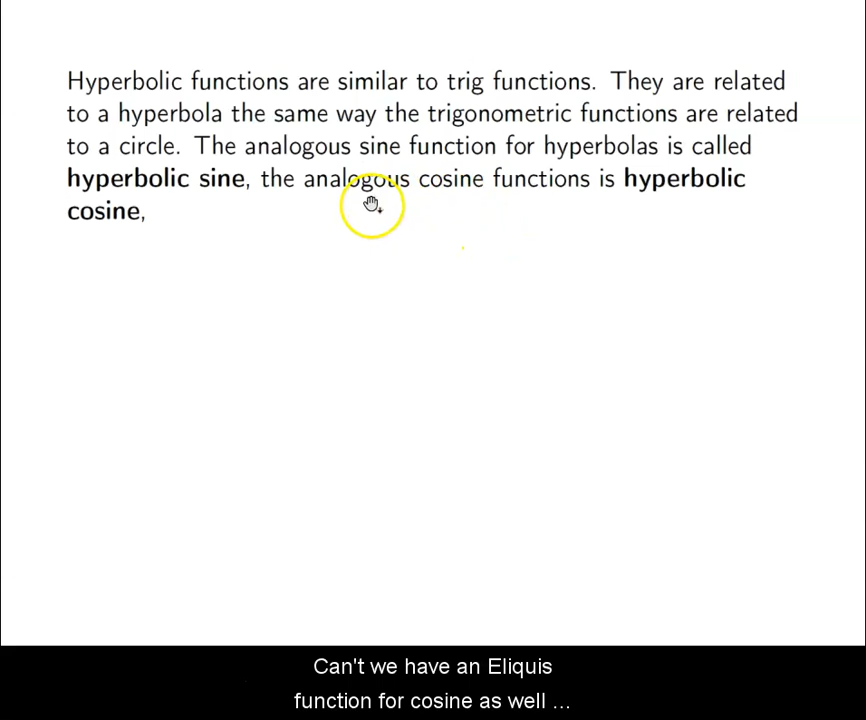 Hyperbolic functions are similar to trig functions. They are related
to a hyperbola the same way the trigonometric functions are related
to a circle. The analogous sine function for hyperbolas is called
hyperbolic sine, the analogous cosine functions is hyperbolic
cosine,
Can't we have an Eliquis
function for cosine as well ...